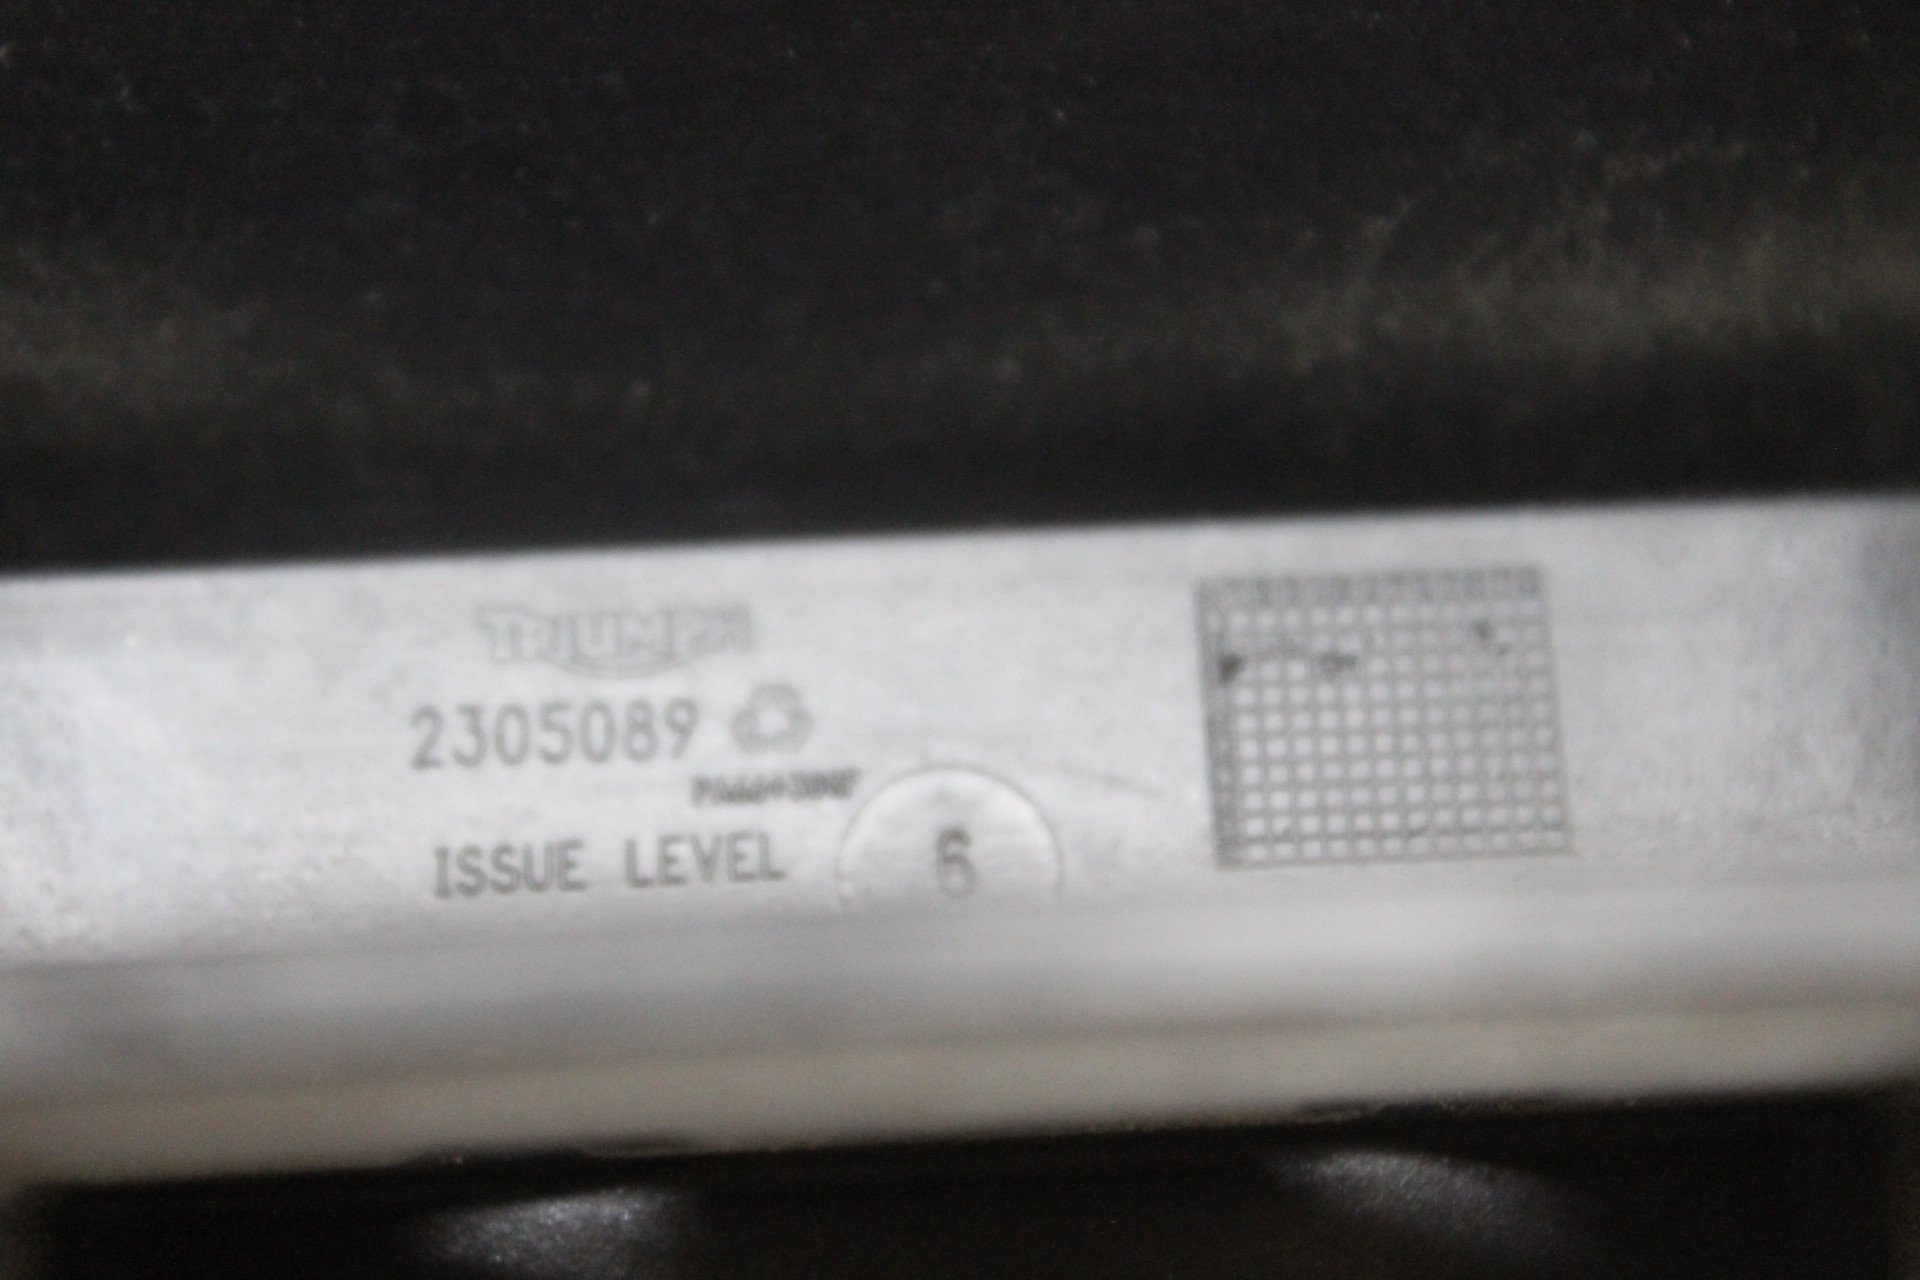 TRIUMPH
2305089
ISSUE LEVEL 6